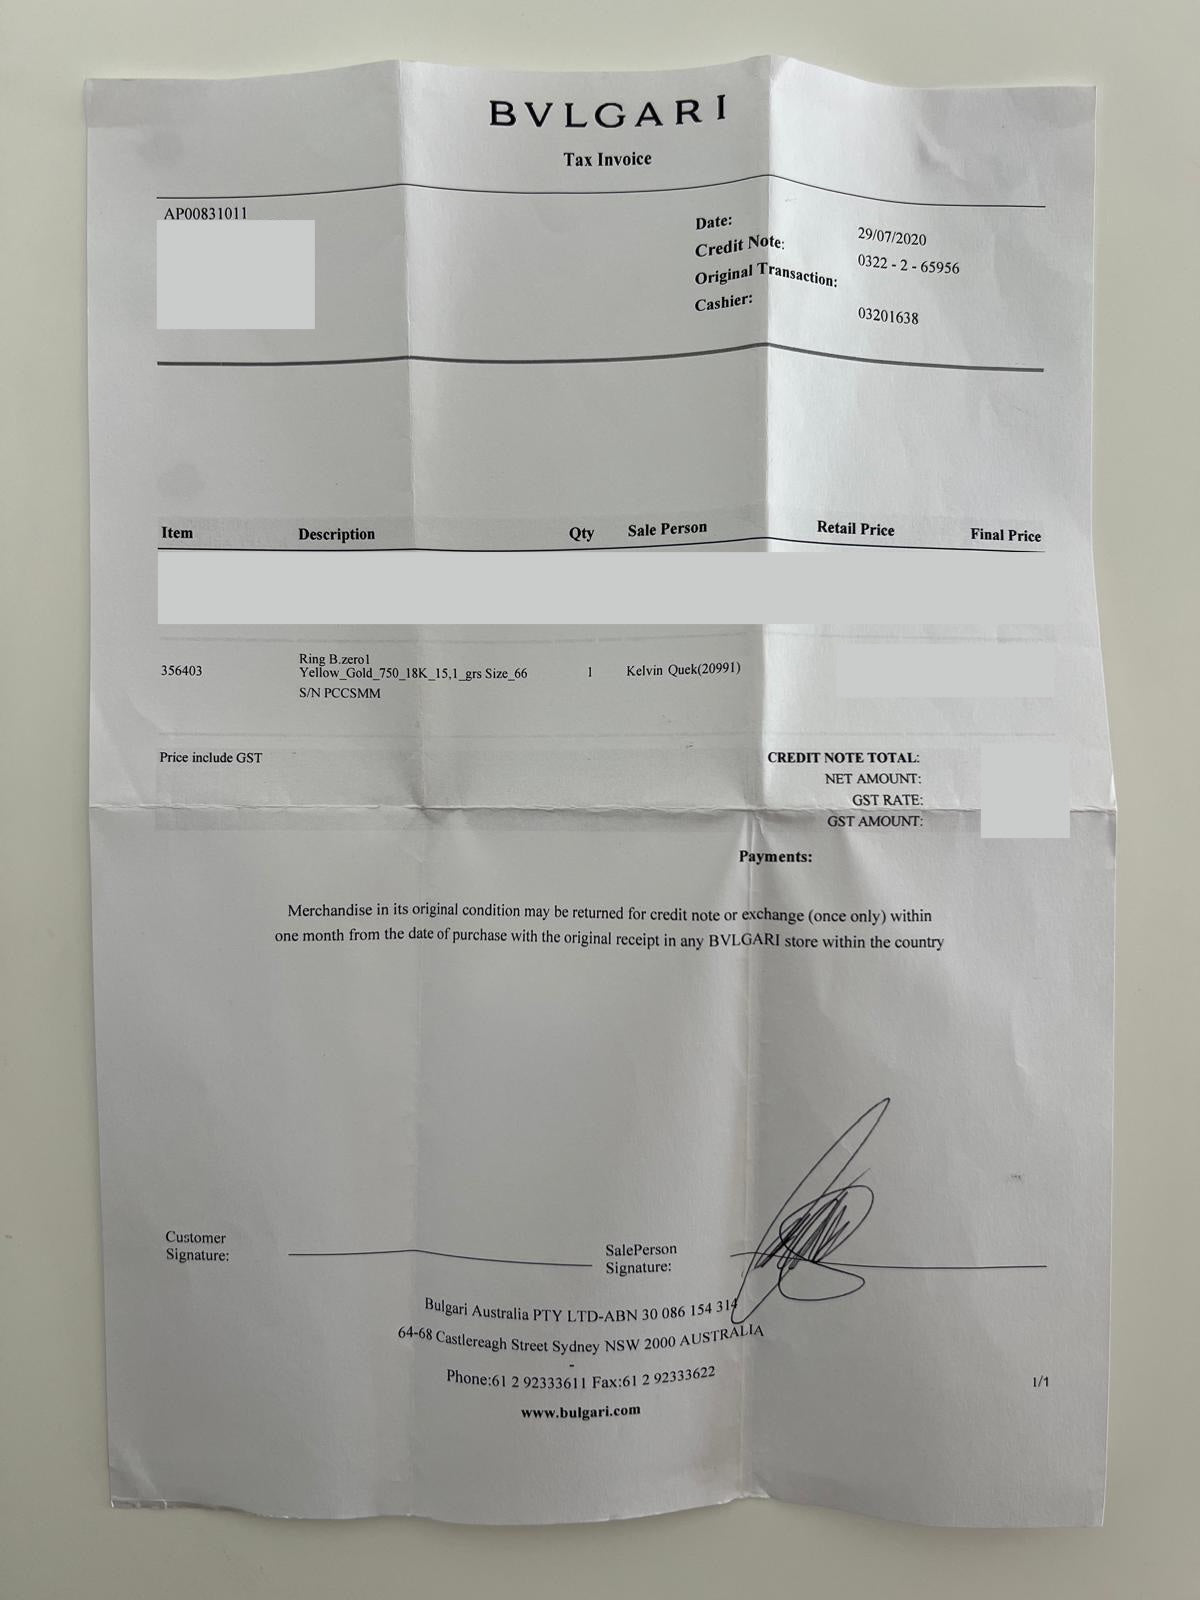 BVLGARI
Tax Invoice
AP00831011
Date: 29/07/2020
Credit Note: 0322 - 2 - 65956
Original Transaction:
Cashier: 03201638
Item Description Qty Sale Person Retail Price Final Price
Ring B.zero1
356403 Yellow_Gold_750_18K_15,1_grs Size_66 1 Kelvin Quek(20991)
S/N PCCSMM
Price include GST CREDIT NOTE TOTAL:
NET AMOUNT:
GST RATE:
GST AMOUNT:
Payments:
Merchandise in its original condition may be returned for credit note or exchange (once only) within
one month from the date of purchase with the original receipt in any BVLGARI store within the country
Customer
Signature:
SalePerson
Signature:
Bulgari Australia PTY LTD-ABN 30 086 154 314
64-68 Castlereagh Street Sydney NSW 2000 AUSTRALIA
-
Phone:61 2 92333611 Fax:61 2 92333622
1/1
www.bulgari.com